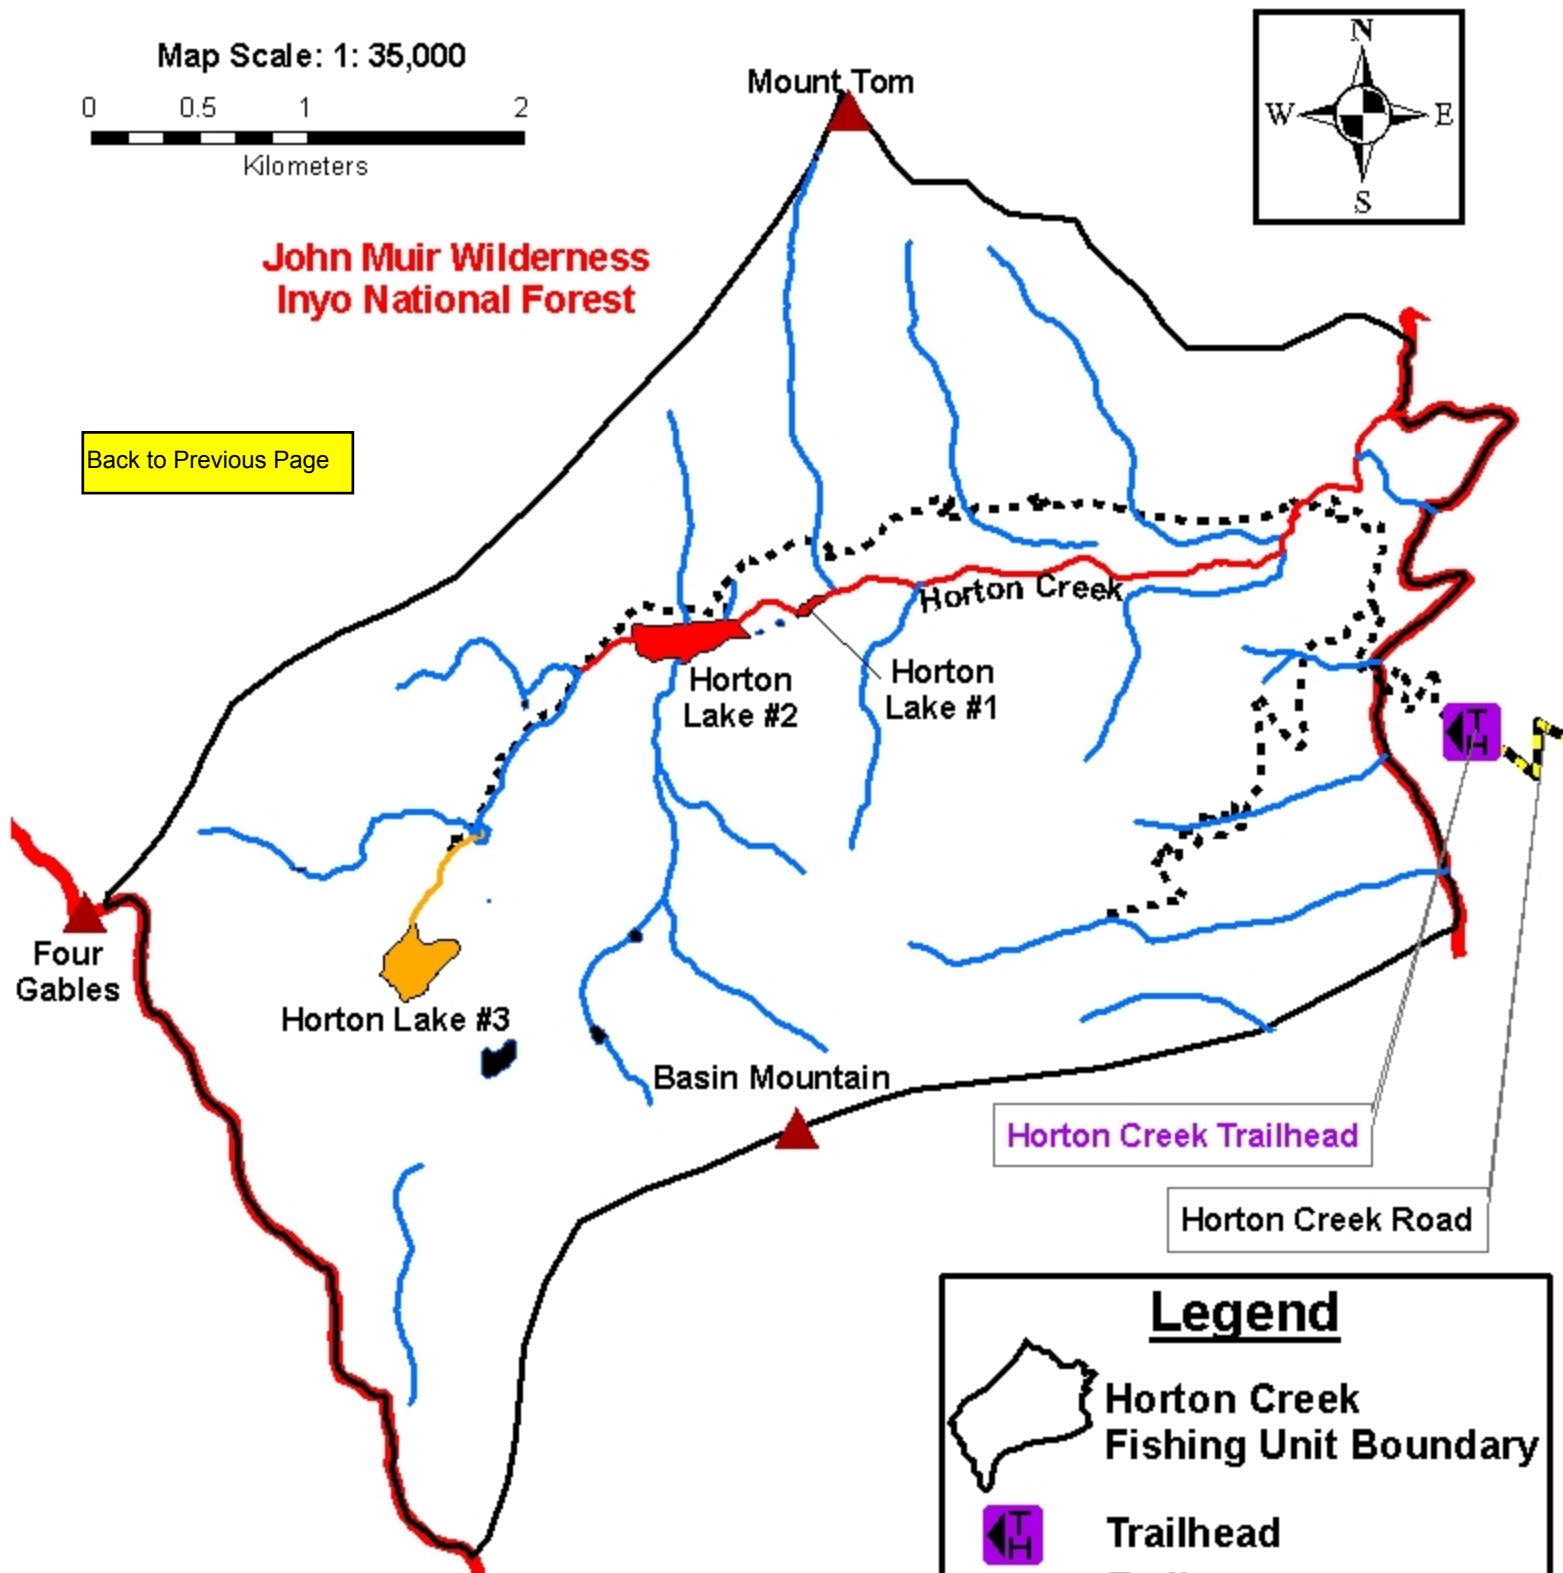 Map Scale: 1: 35,000
0 0.5 1 2
Kilometers
Mount Tom
N
W E
S
John Muir Wilderness
Inyo National Forest
Back to Previous Page
Horton Creek
Horton
Lake #2
Horton
Lake #1
TH
Four
Gables
Horton Lake #3
Basin Mountain
Horton Creek Trailhead
Horton Creek Road
Legend
Horton Creek
Fishing Unit Boundary
TH
Trailhead